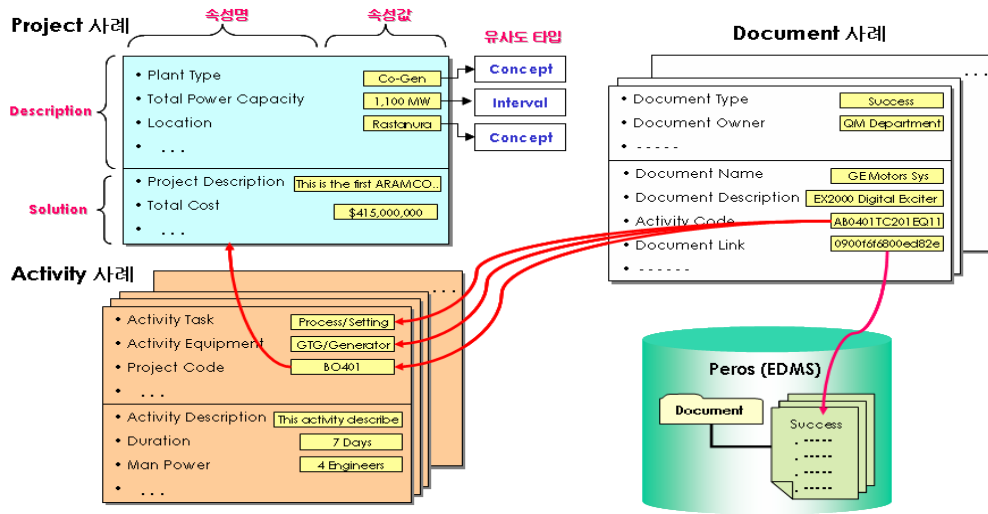 Project 사례
속성명
속성값
유사도 타입
Description
• Plant Type
Co-Gen
Concept
• Total Power Capacity
1,100 MW
Interval
• Location
Rastanura
Concept
• ...
Solution
• Project Description
This is the first ARAMCO..
• Total Cost
$415,000,000
• ...
Document 사례
...
• Document Type
Success
• Document Owner
QM Department
• -----
• Document Name
GE Motors Sys
• Document Description
EX2000 Digital Exciter
• Activity Code
AB0401TC201EQ11
• Document Link
0900f6f6800ed82e
• ------
Activity 사례
...
• Activity Task
Process/Setting
• Activity Equipment
GTG/Generator
• Project Code
BO401
• ...
• Activity Description
This activity describe
• Duration
7 Days
• Man Power
4 Engineers
• ...
Peros (EDMS)
Document
Success
. -----
. -----
. -----
. -----